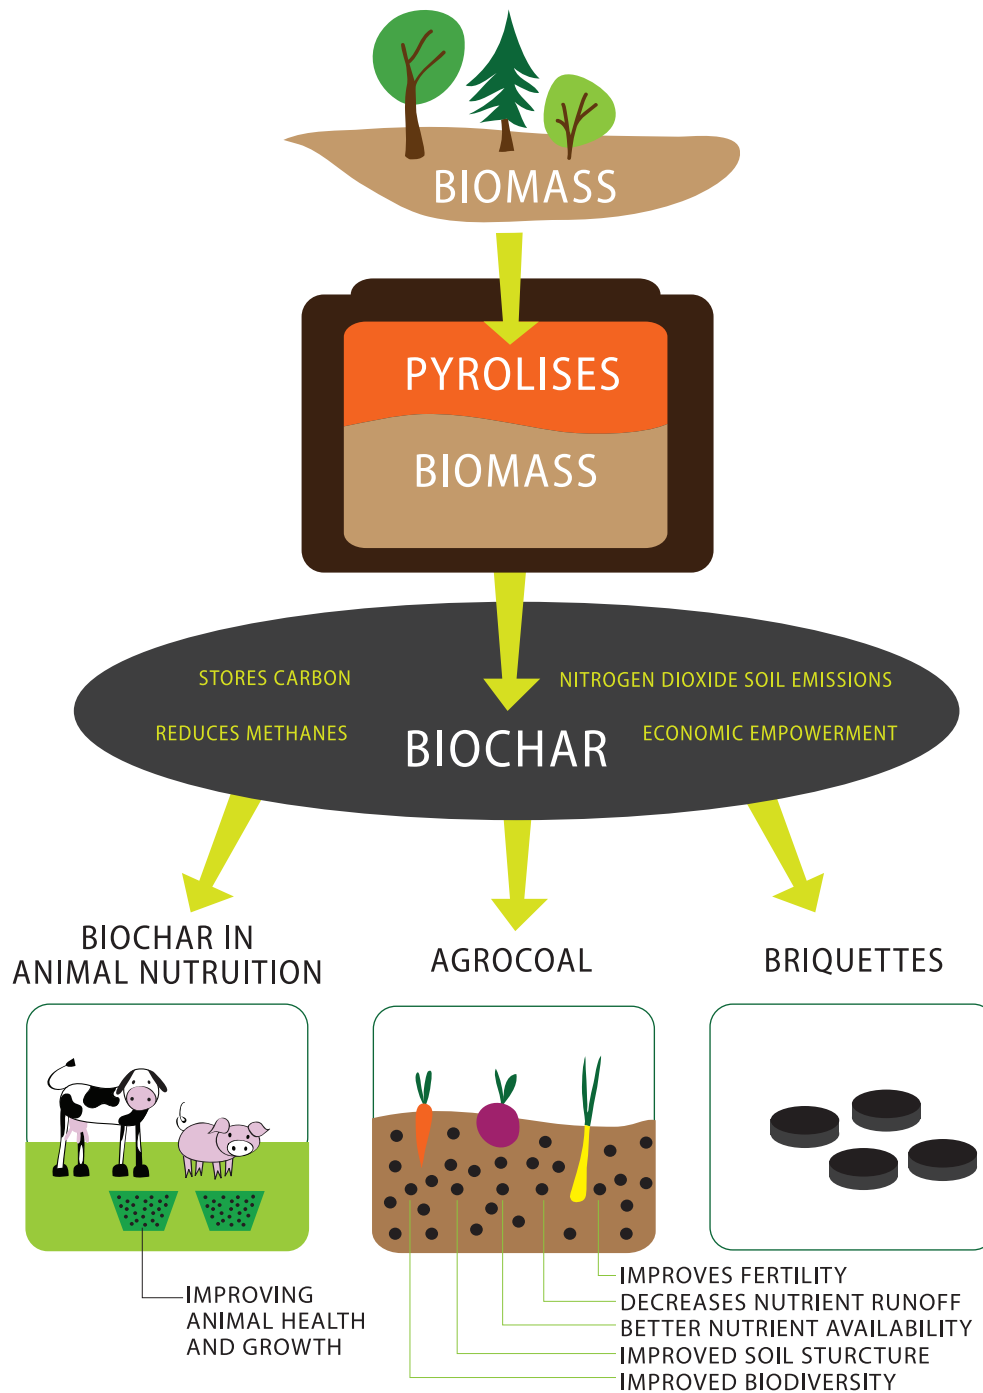 BIOMASS
PYROLISES
BIOMASS
STORES CARBON
NITROGEN DIOXIDE SOIL EMISSIONS
REDUCES METHANES
ECONOMIC EMPOWERMENT
BIOCHAR
BIOCHAR IN
ANIMAL NUTRUITION
AGROCOAL
BRIQUETTES
IMPROVING
ANIMAL HEALTH
AND GROWTH
IMPROVES FERTILITY
DECREASES NUTRIENT RUNOFF
BETTER NUTRIENT AVAILABILITY
IMPROVED SOIL STURCTURE
IMPROVED BIODIVERSITY